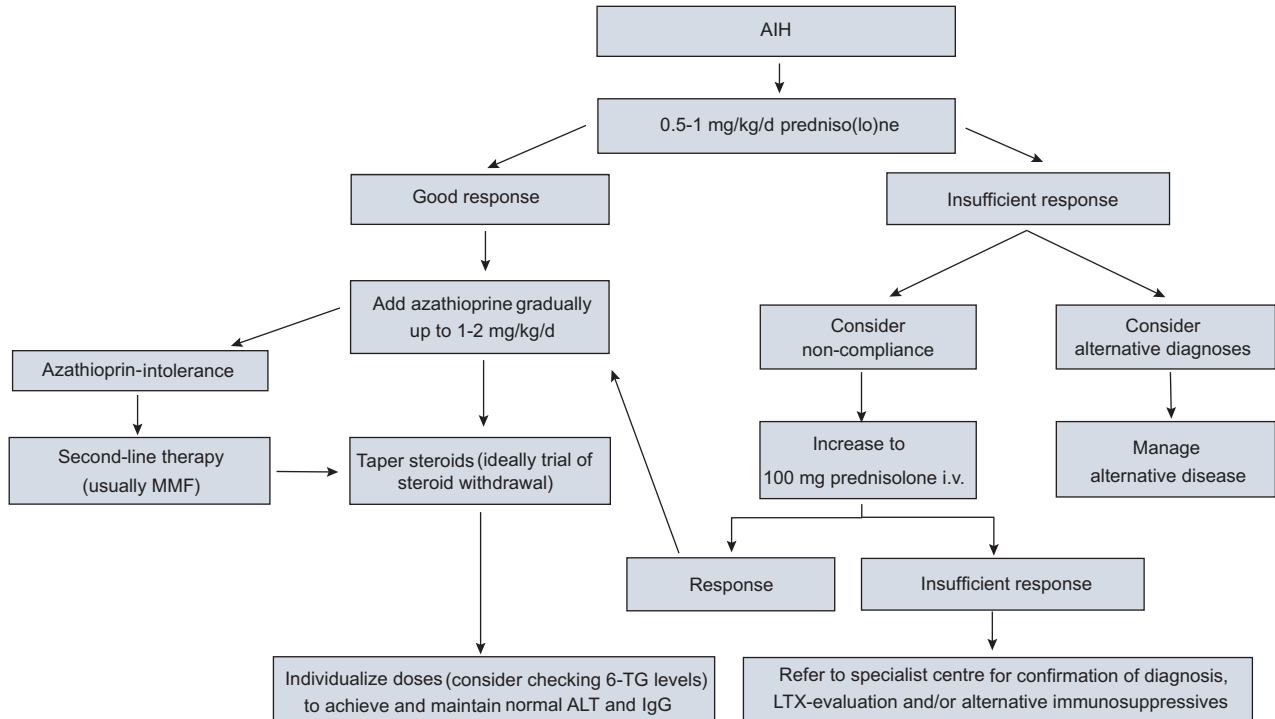 AIH
0.5-1 mg/kg/d predniso(lo)ne
Good response
Insufficient response
Add azathioprine gradually
up to 1-2 mg/kg/d
Consider
non-compliance
Consider
alternative diagnoses
Azathioprin-intolerance
Second-line therapy
(usually MMF)
Taper steroids (ideally trial of
steroid withdrawal)
Increase to
100 mg prednisolone i.v.
Manage
alternative disease
Response
Insufficient response
Individualize doses (consider checking 6-TG levels)
to achieve and maintain normal ALT and IgG
Refer to specialist centre for confirmation of diagnosis,
LTX-evaluation and/or alternative immunosuppressives